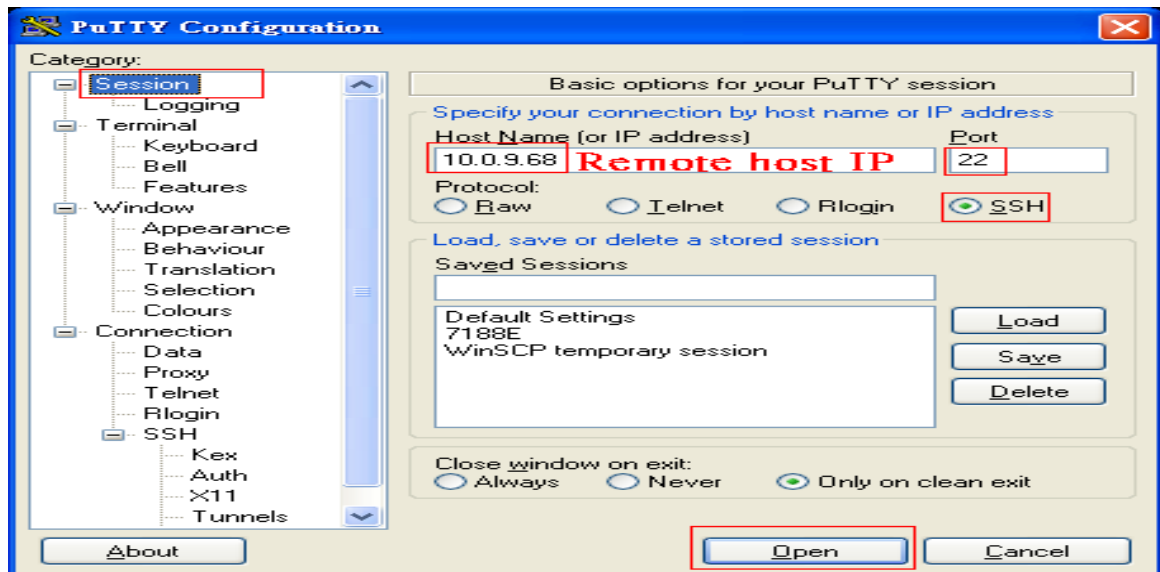 PuTTY Configuration
Category:
Session
Logging
Terminal
Keyboard
Bell
Features
Window
Appearance
Behaviour
Translation
Selection
Colours
Connection
Data
Proxy
Telnet
Rlogin
SSH
Kex
Auth
X11
Tunnels
Basic options for your PuTTY session
Specify your connection by host name or IP address
Host Name (or IP address) Port
10.0.9.68 Remote host IP 22
Protocol:
Raw Telnet Rlogin SSH
Load, save or delete a stored session
Saved Sessions
Default Settings
7188E
WinSCP temporary session
Load
Save
Delete
Close window on exit:
Always Never Only on clean exit
About Open Cancel